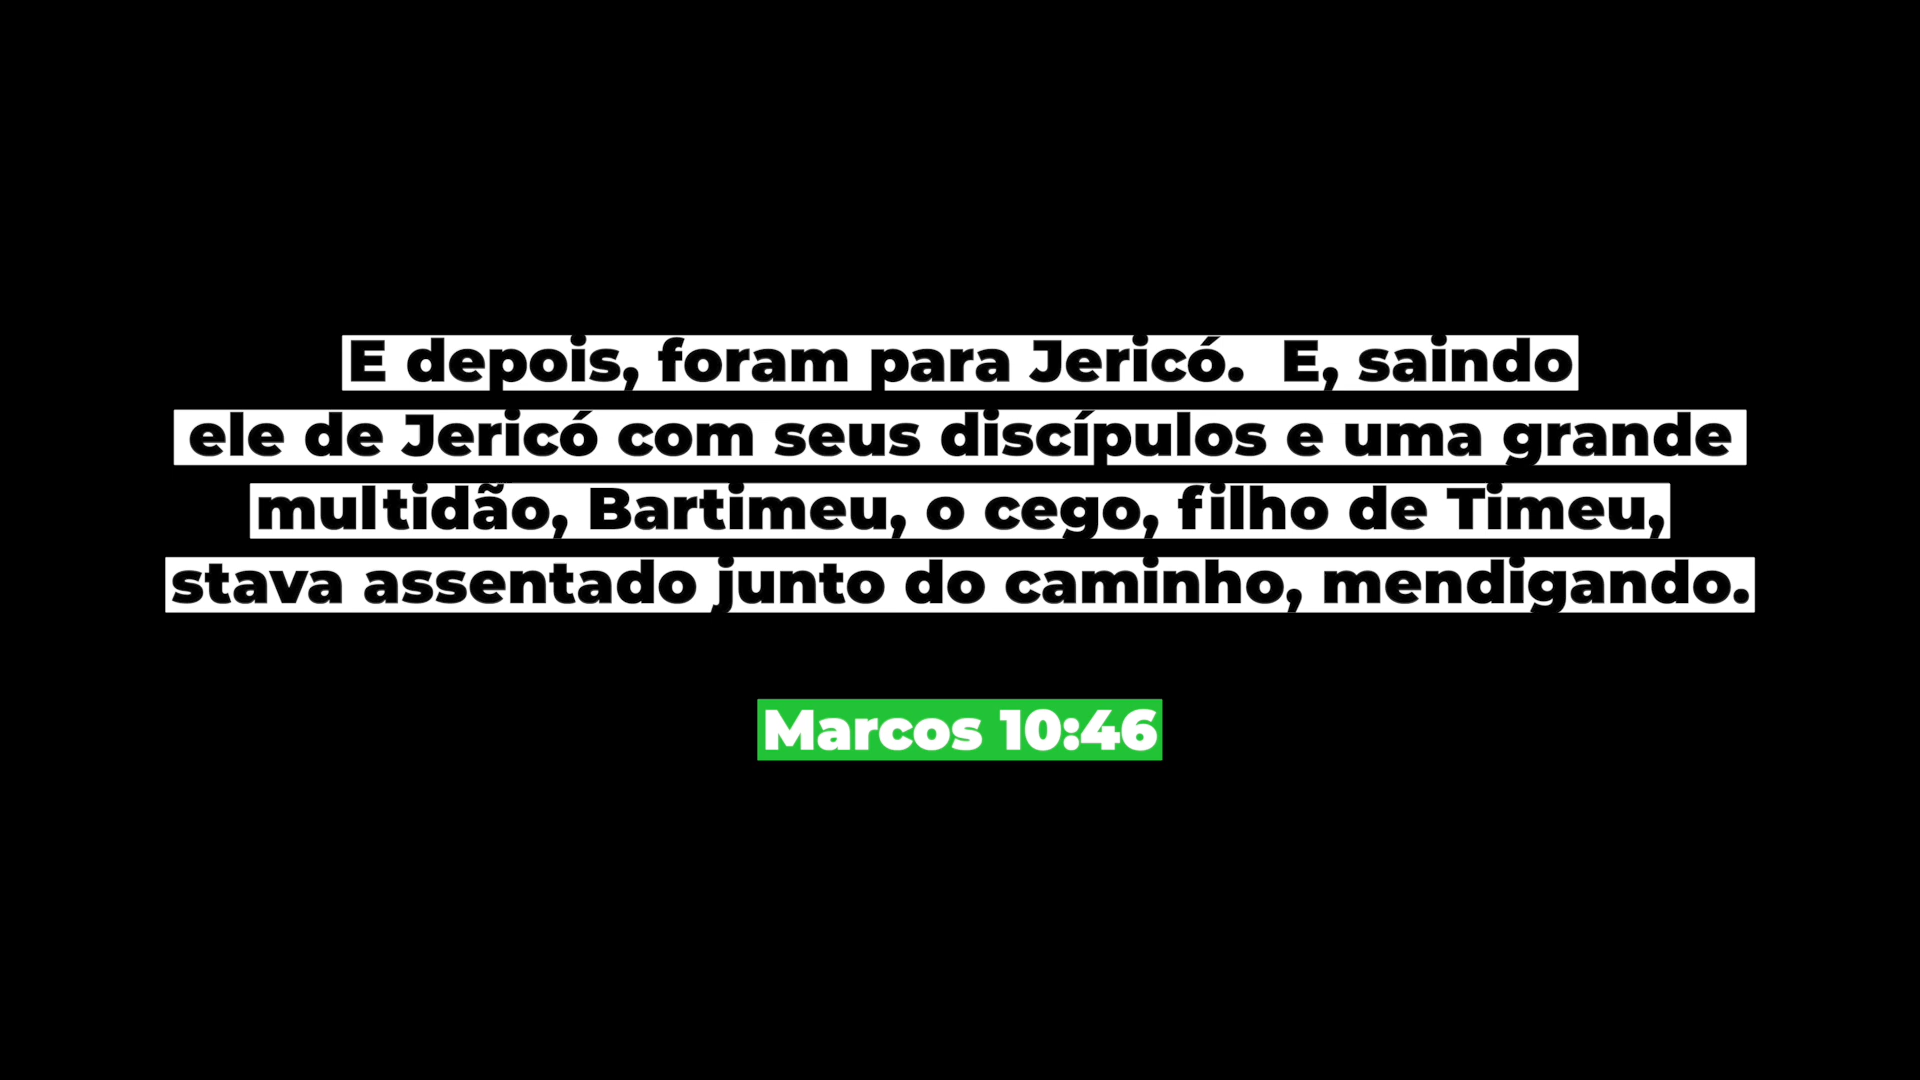 E depois, foram para Jericó.  E, saindo
ele de Jericó com seus discípulos e uma grande
multidão, Bartimeu, o cego, filho de Timeu,
stava assentado junto do caminho, mendigando.
Marcos 10:46